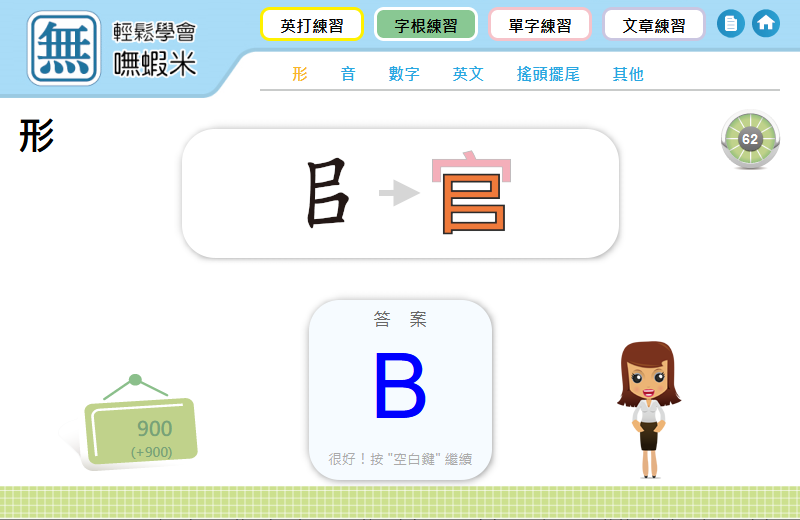 無
輕鬆學會
嘸蝦米
英打練習 字根練習 單字練習 文章練習
形 音 數字 英文 搖頭擺尾 其他
形
62
㠯 官
答 案
B
很好！按 "空白鍵" 繼續
900
(+900)